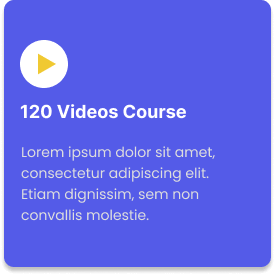 120 Videos Course
Lorem ipsum dolor sit amet,
consectetur adipiscing elit.
Etiam dignissim, sem non
convallis molestie.